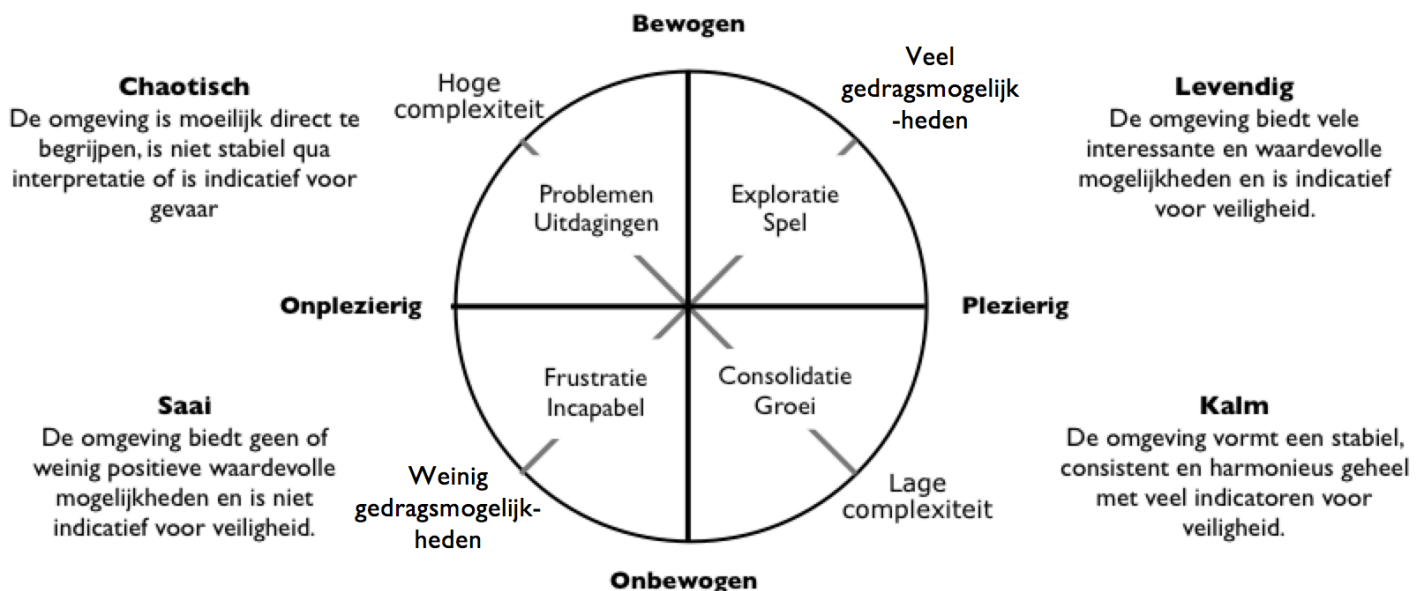 Bewogen
Chaotisch
De omgeving is moeilijk direct te
begrijpen, is niet stabiel qua
interpretatie of is indicatief voor
gevaar
Hoge
complexiteit
Veel
gedragsmogelijk
-heden
Levendig
De omgeving biedt vele
interessante en waardevolle
mogelijkheden en is indicatief
voor veiligheid.
Problemen
Uitdagingen
Exploratie
Spel
Onplezierig
Plezierig
Frustratie
Incapabel
Consolidatie
Groei
Saai
De omgeving biedt geen of
weinig positieve waardevolle
mogelijkheden en is niet
indicatief voor veiligheid.
Weinig
gedragsmogelijk-
heden
Lage
complexiteit
Kalm
De omgeving vormt een stabiel,
consistent en harmonieus geheel
met veel indicatoren voor
veiligheid.
Onbewogen